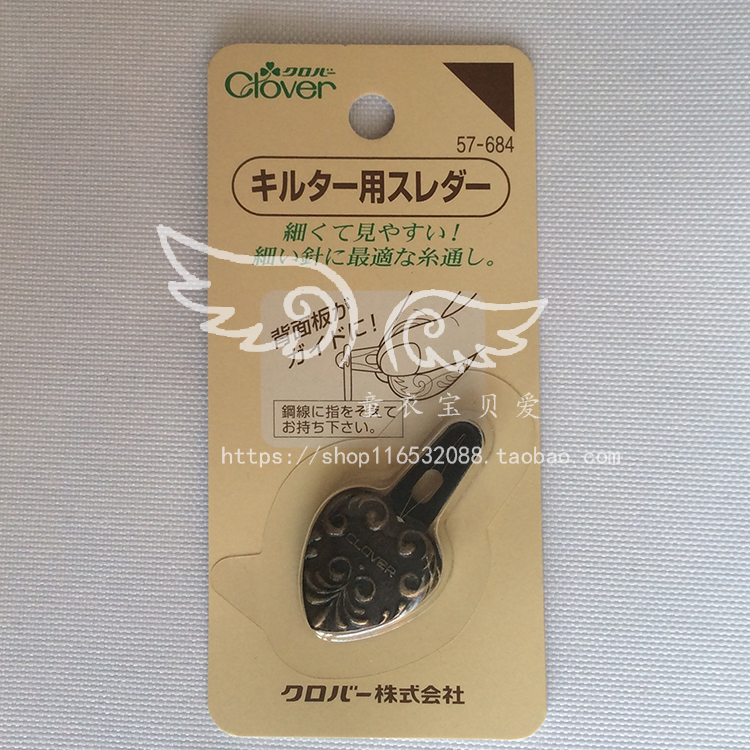 クロバー
Clover
57-684
キルター用スレダー
細くて見やすい！
細い針に最適な糸通し。
背面板が
ガイドに！
鋼線に指をそえて
お持ち下さい。
童衣宝贝爱
https://shop116532088.taobao.com
CLOVER
クロバー株式会社